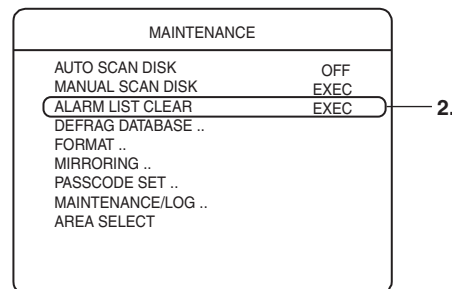 MAINTENANCE
AUTO SCAN DISK OFF
MANUAL SCAN DISK EXEC
ALARM LIST CLEAR EXEC
2.
DEFRAG DATABASE ..
FORMAT ..
MIRRORING ..
PASSCODE SET ..
MAINTENANCE/LOG ..
AREA SELECT